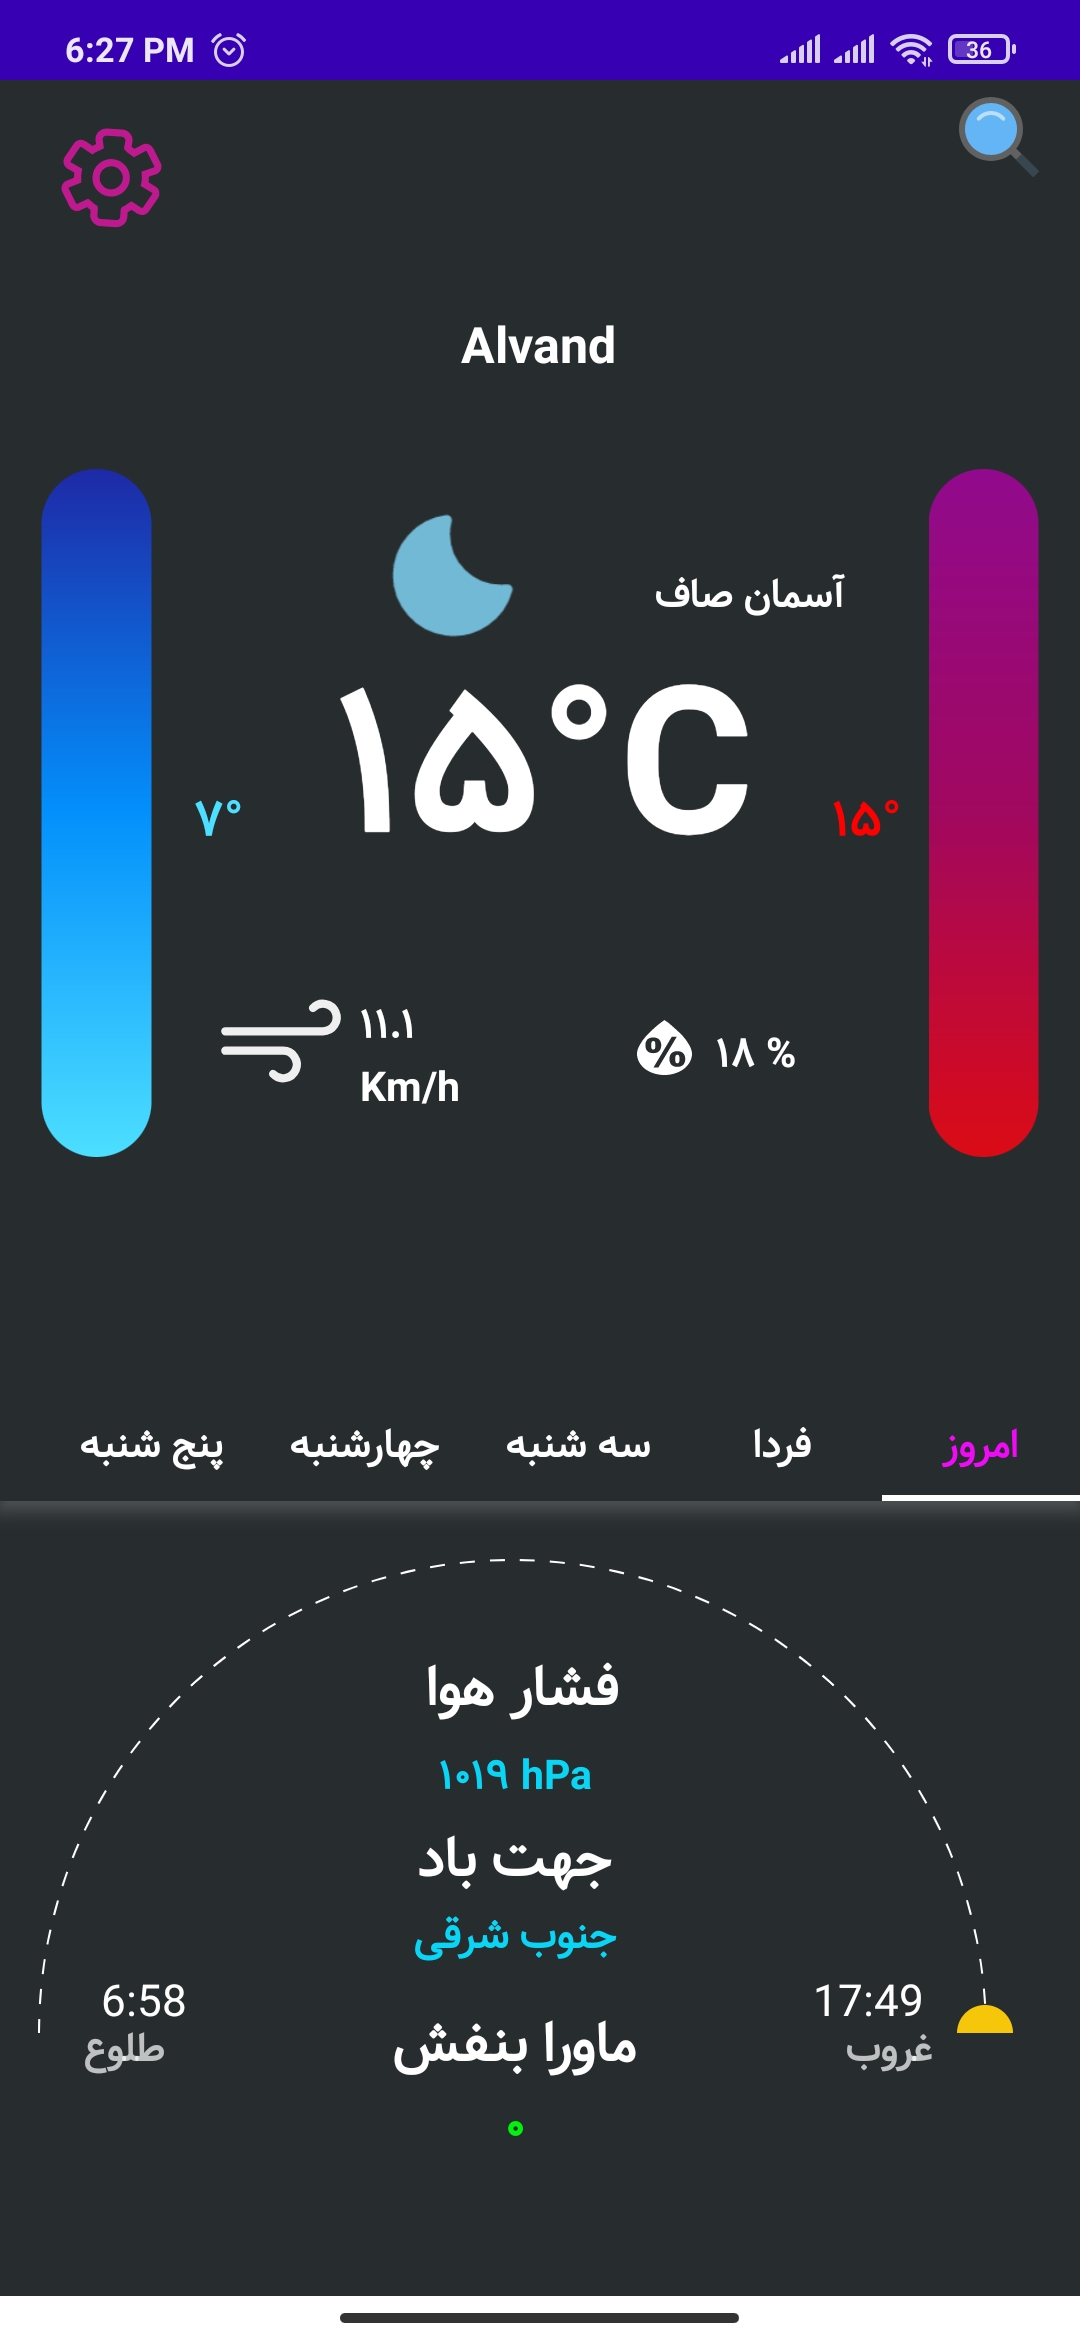 6:27 PM
36
Alvand
آسمان صاف
۱۵°C
۷°
۱۵°
۱۱.۱
Km/h
% ۱۸ %
امروز
فردا
سه شنبه
چهارشنبه
پنج شنبه
فشار هوا
۱۰۱۹ hPa
جهت باد
جنوب شرقی
6:58
طلوع
17:49
غروب
ماورا بنفش
۰